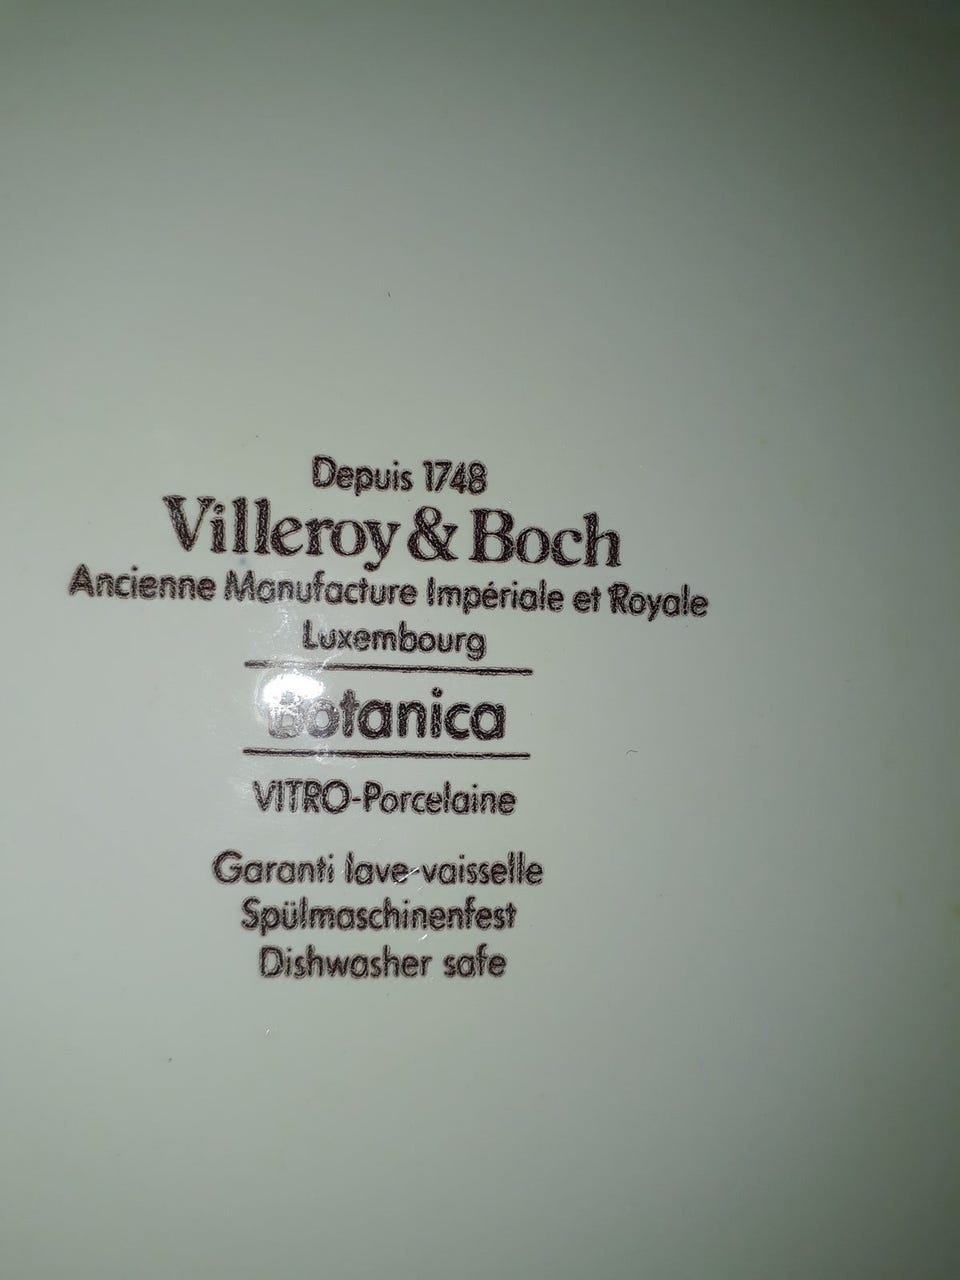 Depuis 1748
Villeroy & Boch
Ancienne Manufacture Impériale et Royale
Luxembourg
Botanica
VITRO-Porcelaine
Garanti lave-vaisselle
Spülmaschinenfest
Dishwasher safe